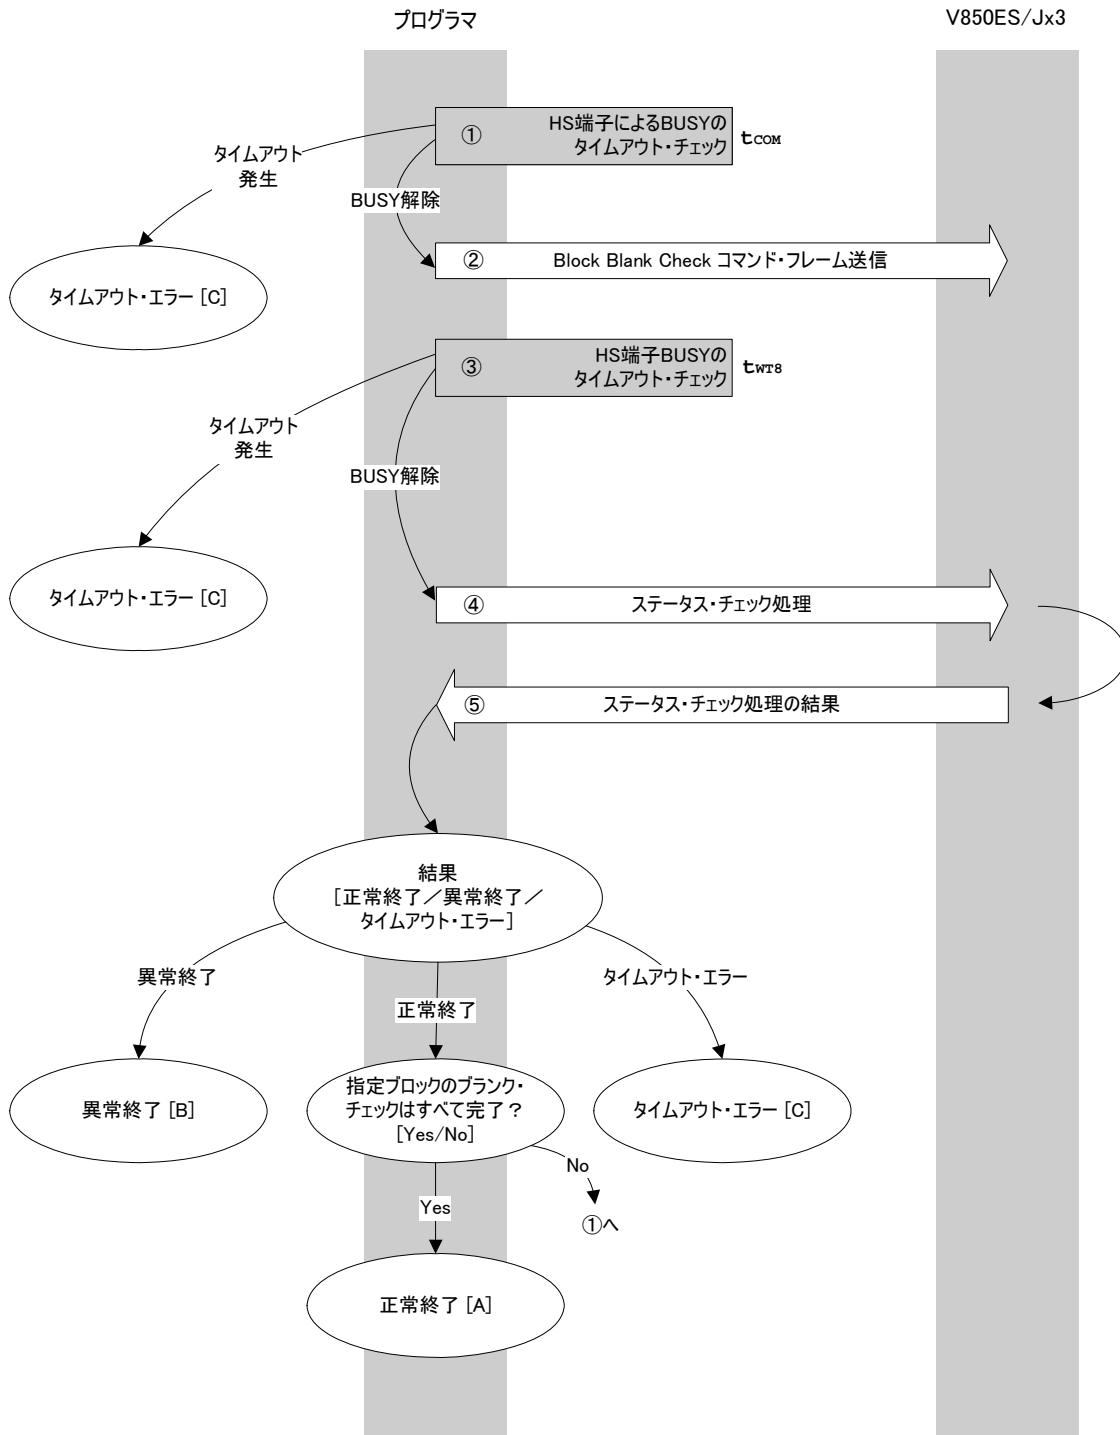 プログラマ
V850ES/Jx3
①
HS端子によるBUSYの
タイムアウト・チェック
tCOM
タイムアウト
発生
BUSY解除
② Block Blank Check コマンド・フレーム送信
タイムアウト・エラー [C]
③
HS端子BUSYの
タイムアウト・チェック
tWT8
タイムアウト
発生
BUSY解除
タイムアウト・エラー [C]
④ ステータス・チェック処理
⑤ ステータス・チェック処理の結果
結果
[正常終了／異常終了／
タイムアウト・エラー]
異常終了
正常終了
タイムアウト・エラー
異常終了 [B]
指定ブロックのブランク・
チェックはすべて完了？
[Yes/No]
タイムアウト・エラー [C]
No
①へ
Yes
正常終了 [A]